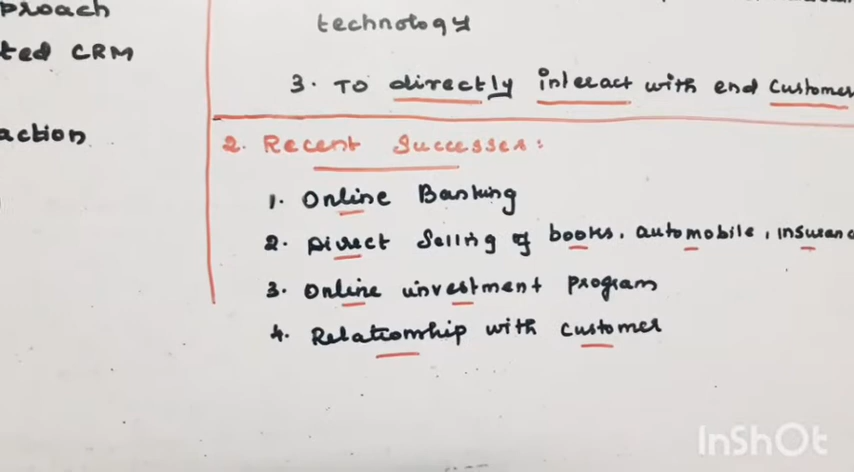 proach
technology
ted CRM
3. To directly interact with end customer
action
2. Recent Successes:
1. Online Banking
2. Direct Selling of books, automobile, insuranc
3. Online investment program
4. Relationship with customer
InShOt